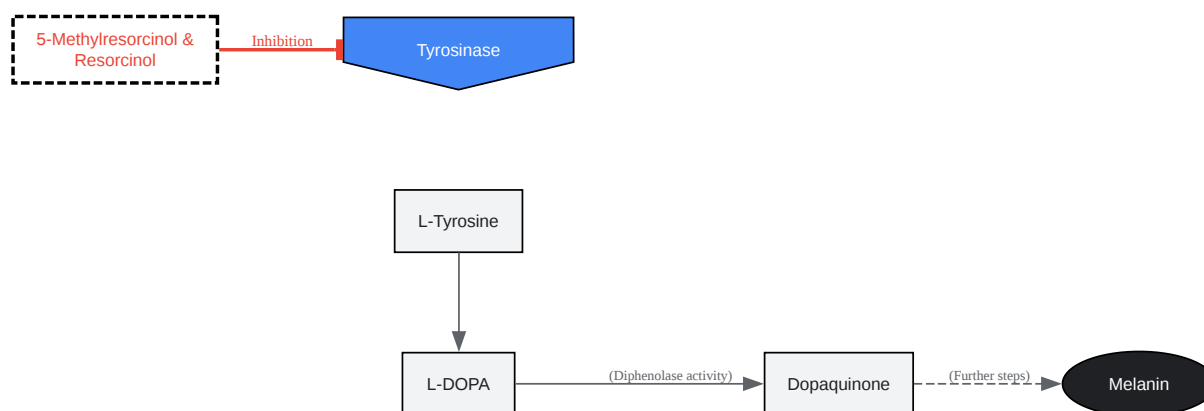 5-Methylresorcinol &
Resorcinol
Inhibition
Tyrosinase
L-Tyrosine
L-DOPA
(Diphenolase activity)
Dopaquinone
(Further steps)
Melanin